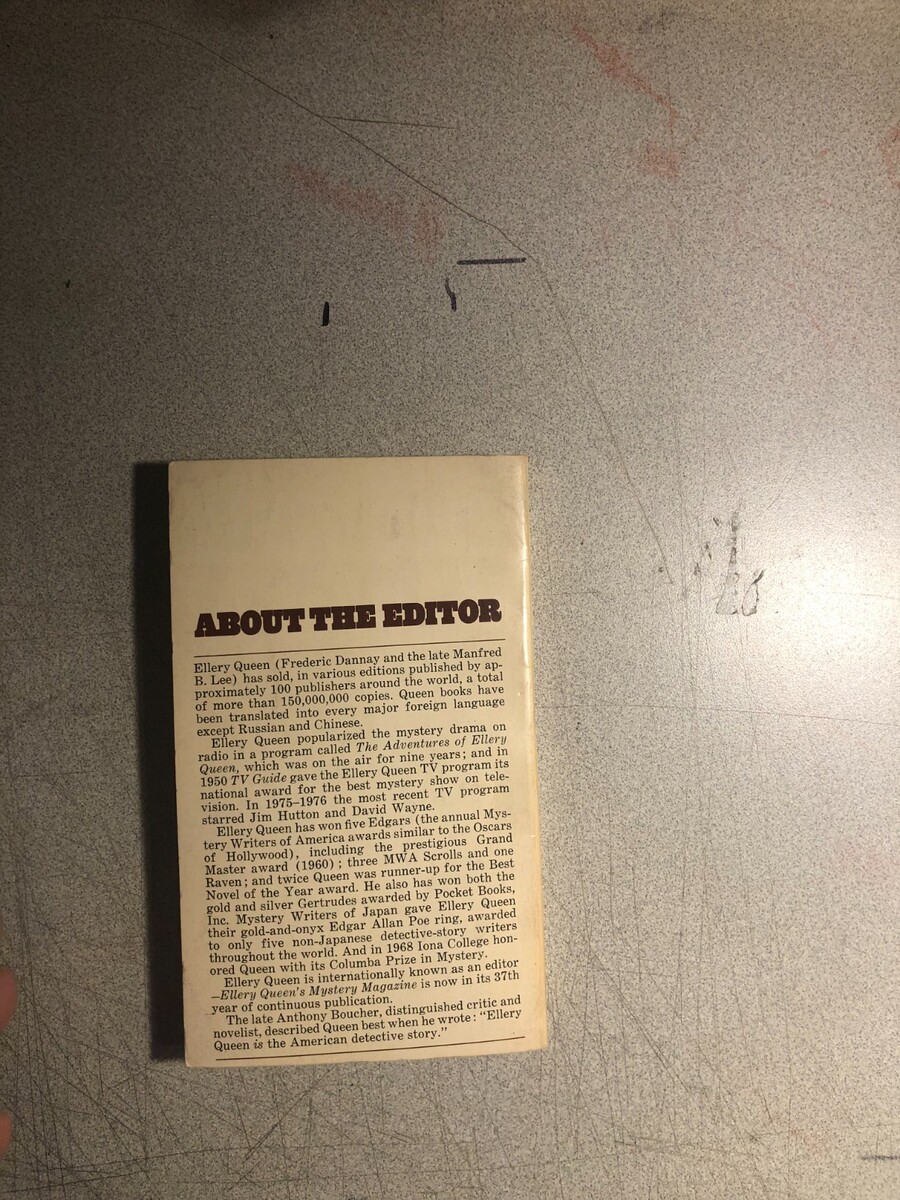 ABOUT THE EDITOR
Ellery Queen (Frederic Dannay and the late Manfred
B. Lee) has sold, in various editions published by ap-
proximately 100 publishers around the world, a total
of more than 150,000,000 copies. Queen books have
been translated into every major foreign language
except Russian and Chinese.
Ellery Queen popularized the mystery drama on
radio in a program called The Adventures of Ellery
Queen, which was on the air for nine years; and in
1950 TV Guide gave the Ellery Queen TV program its
national award for the best mystery show on tele-
vision. In 1975–1976 the most recent TV program
starred Jim Hutton and David Wayne.
Ellery Queen has won five Edgars (the annual Mys-
tery Writers of America awards similar to the Oscars
of Hollywood), including the prestigious Grand
Master award (1960); three MWA Scrolls and one
Raven; and twice Queen was runner-up for the Best
Novel of the Year award. He also has won both the
gold and silver Gertrudes awarded by Pocket Books,
Inc. Mystery Writers of Japan gave Ellery Queen
their gold-and-onyx Edgar Allan Poe ring, awarded
to only five non-Japanese detective-story writers
throughout the world. And in 1968 Iona College hon-
ored Queen with its Columba Prize in Mystery.
Ellery Queen is internationally known as an editor
—Ellery Queen's Mystery Magazine is now in its 37th
year of continuous publication.
The late Anthony Boucher, distinguished critic and
novelist, described Queen best when he wrote: "Ellery
Queen is the American detective story."